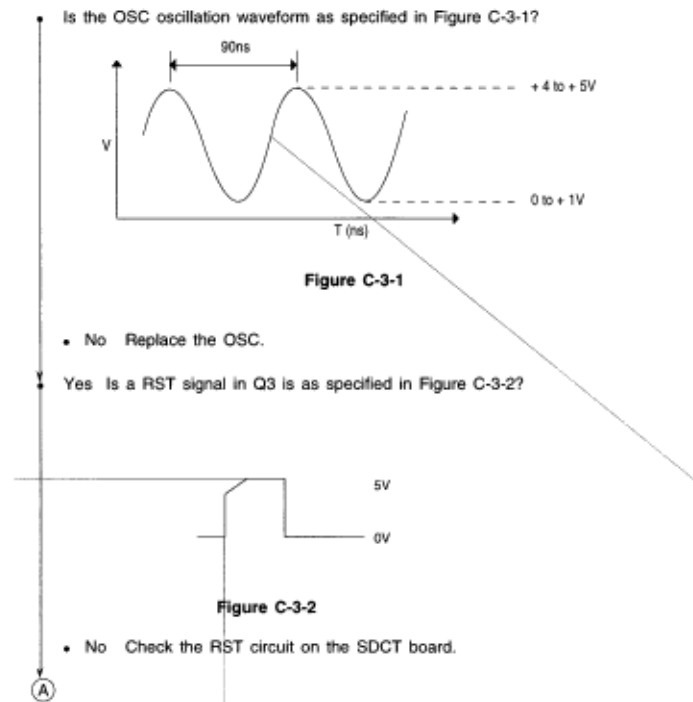 • Is the OSC oscillation waveform as specified in Figure C-3-1?
90ns
+ 4 to + 5V
V
0 to + 1V
T (ns)
Figure C-3-1
• No Replace the OSC.
• Yes Is a RST signal in Q3 is as specified in Figure C-3-2?
5V
0V
Figure C-3-2
• No Check the RST circuit on the SDCT board.
A